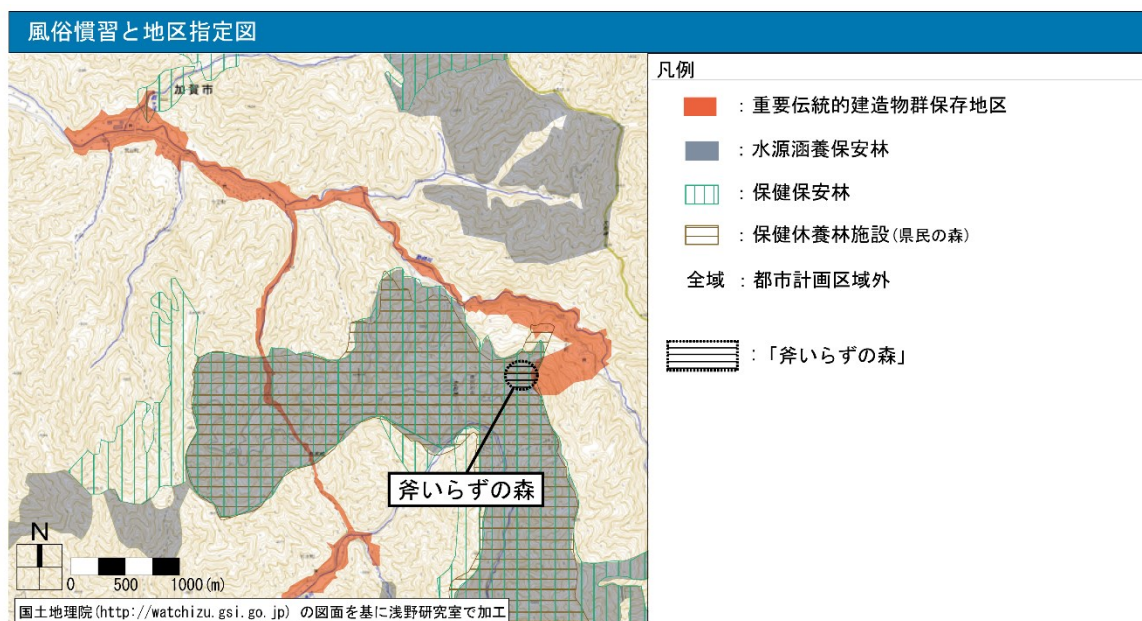 風俗慣習と地区指定図
加賀市
斧いらずの森
N
0 500 1000(m)
国土地理院(http://watchizu.gsi.go.jp) の図面を基に浅野研究室で加工
凡例
:重要伝統的建造物群保存地区
:水源涵養保安林
:保健保安林
:保健休養林施設(県民の森)
全域 :都市計画区域外
:「斧いらずの森」